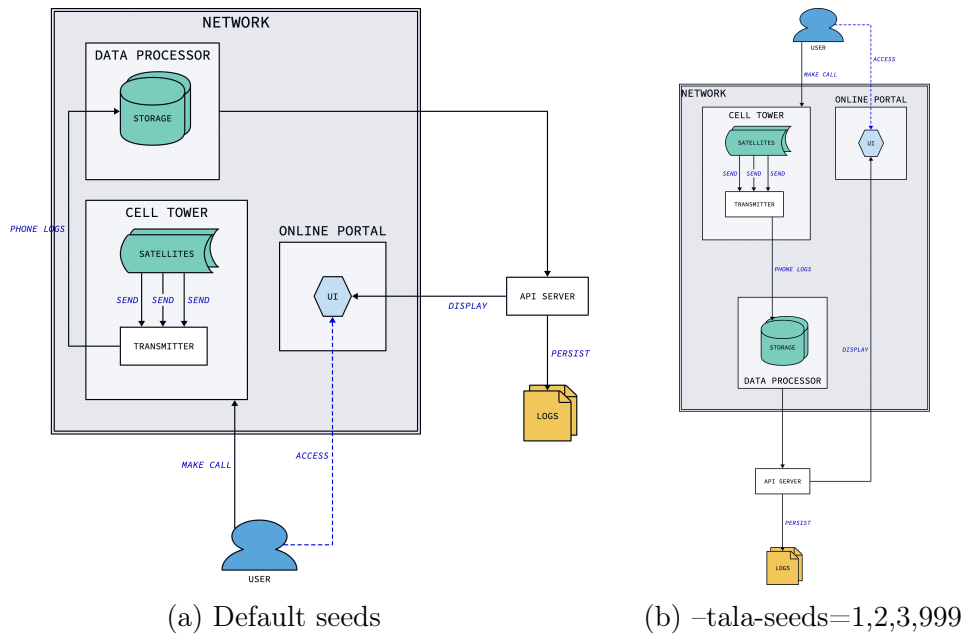 NETWORK
DATA PROCESSOR
STORAGE
PHONE LOGS
CELL TOWER
SATELLITES
SEND SEND SEND
TRANSMITTER
ONLINE PORTAL
UI
DISPLAY
API SERVER
PERSIST
LOGS
MAKE CALL
ACCESS
USER
(a) Default seeds
USER
ACCESS
MAKE CALL
NETWORK
ONLINE PORTAL
CELL TOWER
SATELLITES
UI
SEND SEND SEND
TRANSMITTER
PHONE LOGS
STORAGE
DISPLAY
DATA PROCESSOR
API SERVER
PERSIST
LOGS
(b) –tala-seeds=1,2,3,999